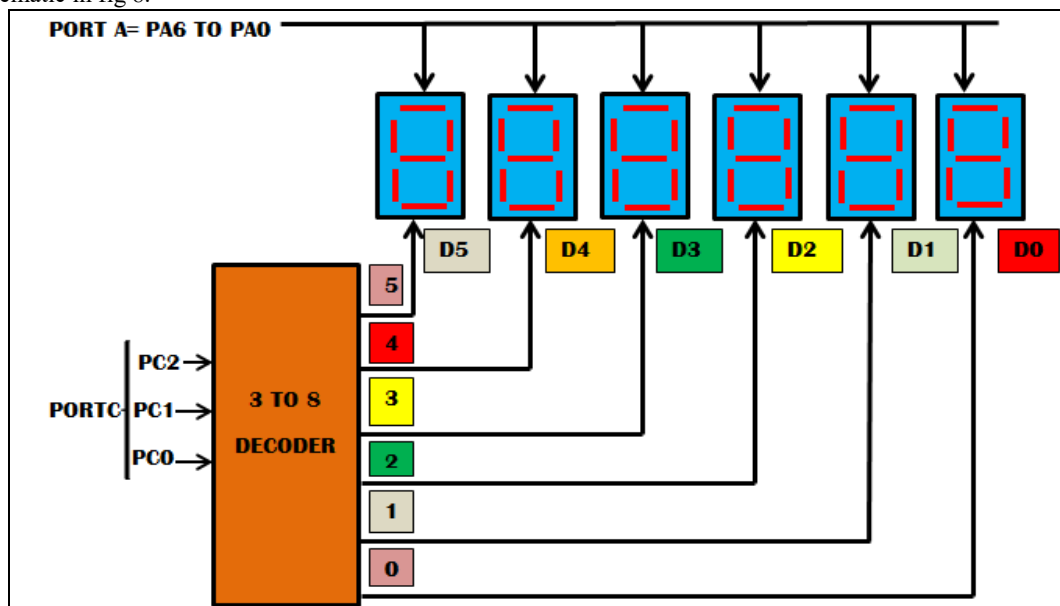 PORT A= PA6 TO PA0
D5 D4 D3 D2 D1 D0
5
4
PC2
3 TO 8
3
PORTC
PC1
DECODER
PC0
2
1
0